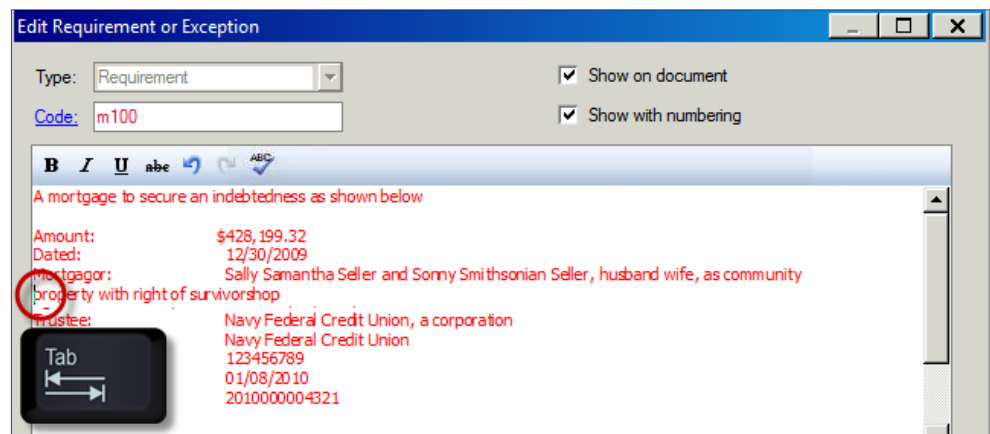 Edit Requirement or Exception
Type: Requirement
Show on document
Code: m100
Show with numbering
B I U abc ABC
A mortgage to secure an indebtedness as shown below
Amount: $428,199.32
Dated: 12/30/2009
Mortgagor: Sally Samantha Seller and Sonny Smithsonian Seller, husband wife, as community
property with right of survivorshop
Trustee: Navy Federal Credit Union, a corporation
Navy Federal Credit Union
Tab 123456789
01/08/2010
2010000004321